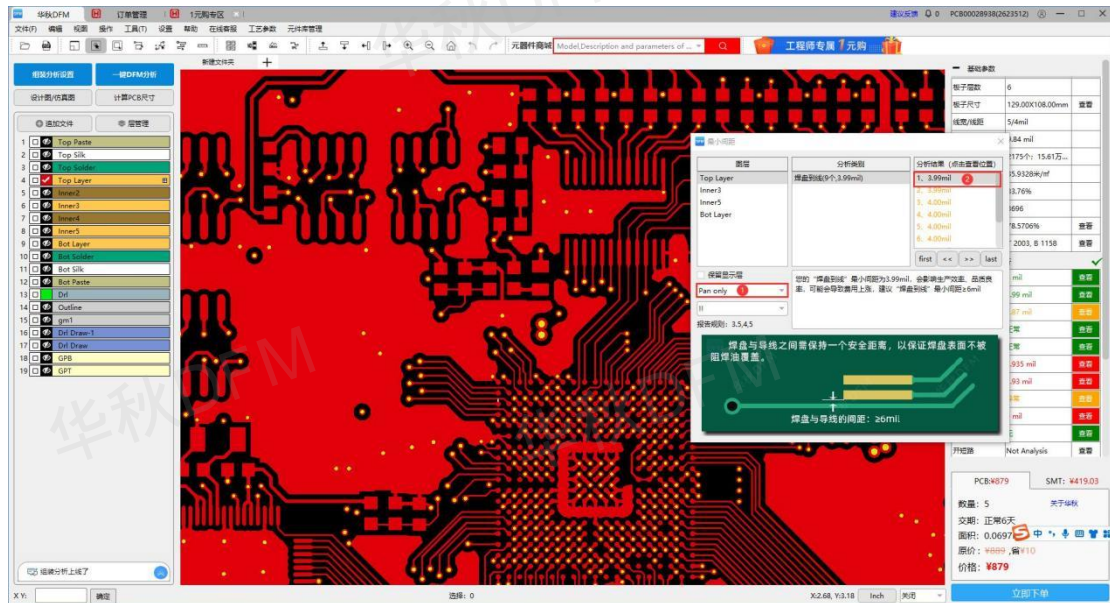 华秋DFM
订单管理
1元购专区
建议反馈
0
PCB00028938(2623512)
文件(F) 编辑 视图 操作 工具(T) 设置 帮助 在线客服 工艺参数 元件库管理
元器件商城
Model,Description and parameters of ...
工程师专属1元购
新建文件夹
组装分析设置
一键DFM分析
设计图/仿真图
计算PCB尺寸
追加文件
层管理
1 Top Paste
2 Top Silk
3 Top Solder
4 Top Layer
5 Inner2
6 Inner3
7 Inner4
8 Inner5
9 Bot Layer
10 Bot Solder
11 Bot Silk
12 Bot Paste
13 Drl
14 Outline
15 gm1
16 Drl Draw-1
17 Drl Draw
18 GPB
19 GPT
组装分析上线了
最小间距
图层
分析类别
分析结果（点击查看位置）
Top Layer
Inner3
Inner5
Bot Layer
焊盘到线(9个,3.99mil)
1、3.99mil
2
2、3.99mil
3、4.00mil
4、4.00mil
5、4.00mil
6、4.00mil
first << >> last
保留显示层
Pan only
1
报告规则：3.5,4,5
您的“焊盘到线”最小间距为3.99mil，会影响生产效率、品质良
率，可能会导致费用上涨，建议“焊盘到线”最小间距≥6mil
焊盘与导线之间需保持一个安全距离，以保证焊盘表面不被
阻焊油覆盖。
焊盘与导线的间距：≥6mil
基础参数
板子层数 6
板子尺寸 129.00X108.00mm 查看
线宽/线距 5/4mil
开短路 Not Analysis 查看
PCB:¥879
SMT: ¥419.03
数量：5
关于华秋
交期：正常6天
面积：0.0697
原价：¥889 ,省¥10
价格：¥879
立即下单
X Y:
确定
选择：0
X:2.68, Y:3.18
Inch
关闭
华秋DFM